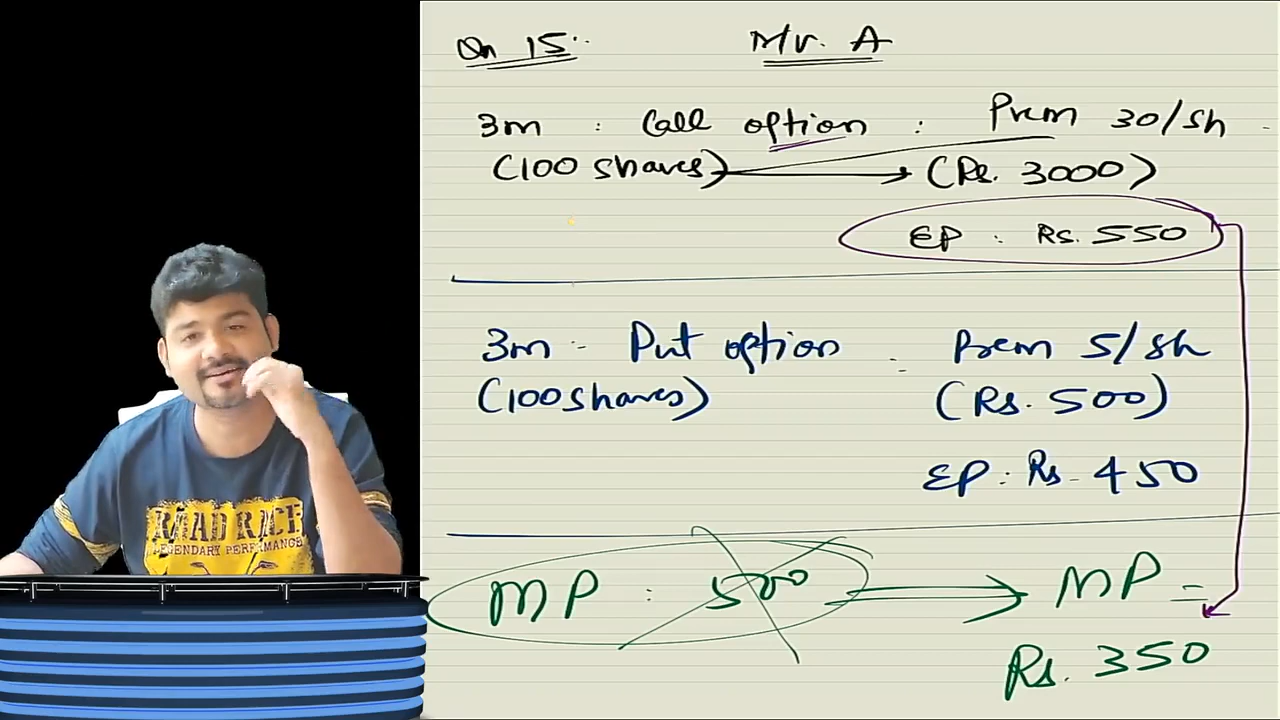 On 15:.
Mr. A
3m : Call option : Prem 30/sh
(100 shares) (Rs. 3000)
EP : Rs. 550
3m - Put option - Prem 5/sh
(100 shares) (Rs. 500)
EP : Rs - 450
MP : 500 MP =
Rs. 350
ROAD RACE
LEGENDARY PERFORMANCE